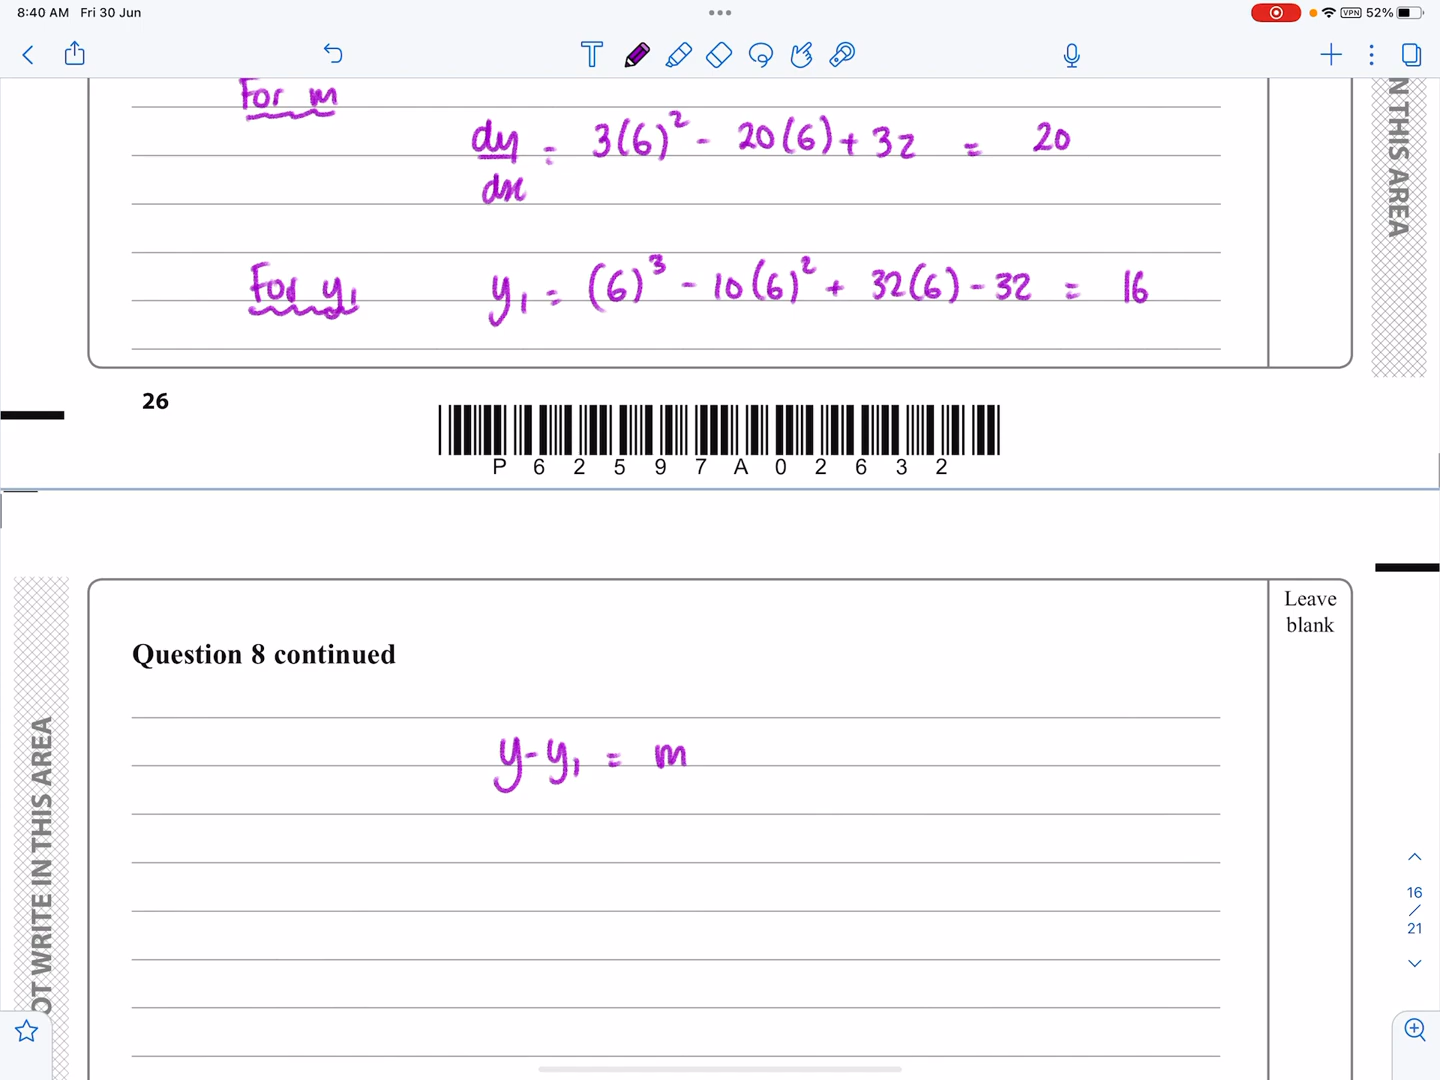 8:40 AM Fri 30 Jun
VPN 52%
T
For m
dy/dx = 3(6)² - 20(6) + 32 = 20
For y₁ y₁ = (6)³ - 10(6)² + 32(6) - 32 = 16
N THIS AREA
26
P 6 2 5 9 7 A 0 2 6 3 2
Leave
blank
Question 8 continued
y - y₁ = m
OT WRITE IN THIS AREA
16
/
21